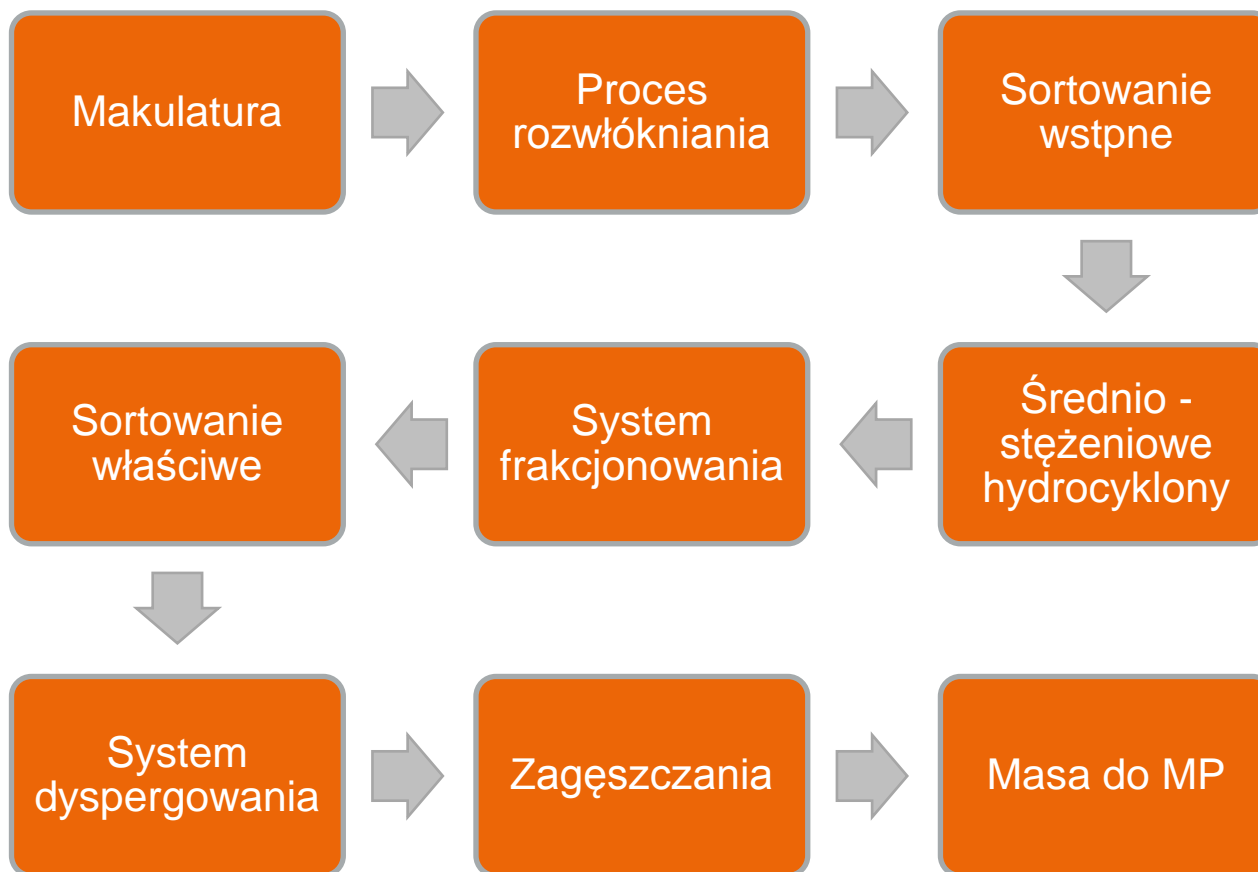 Makulatura
Proces
rozwłókniania
Sortowanie
wstpne
Średnio -
stężeniowe
hydrocyklony
System
frakcjonowania
Sortowanie
właściwe
System
dyspergowania
Zagęszczania
Masa do MP